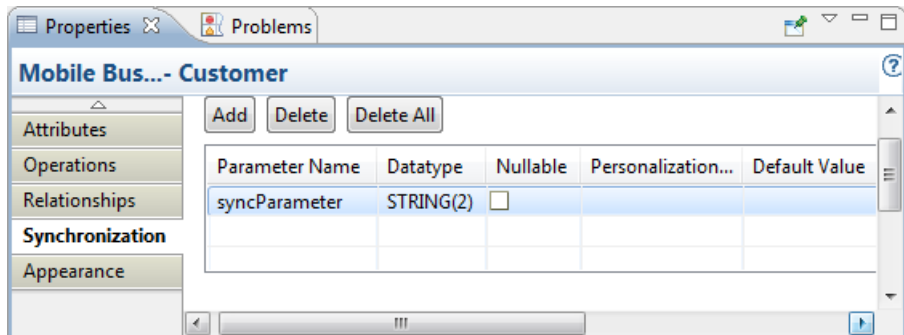 Properties Problems
Mobile Bus...- Customer
Attributes
Operations
Relationships
Synchronization
Appearance
Add Delete Delete All
Parameter Name Datatype Nullable Personalization... Default Value
syncParameter STRING(2)